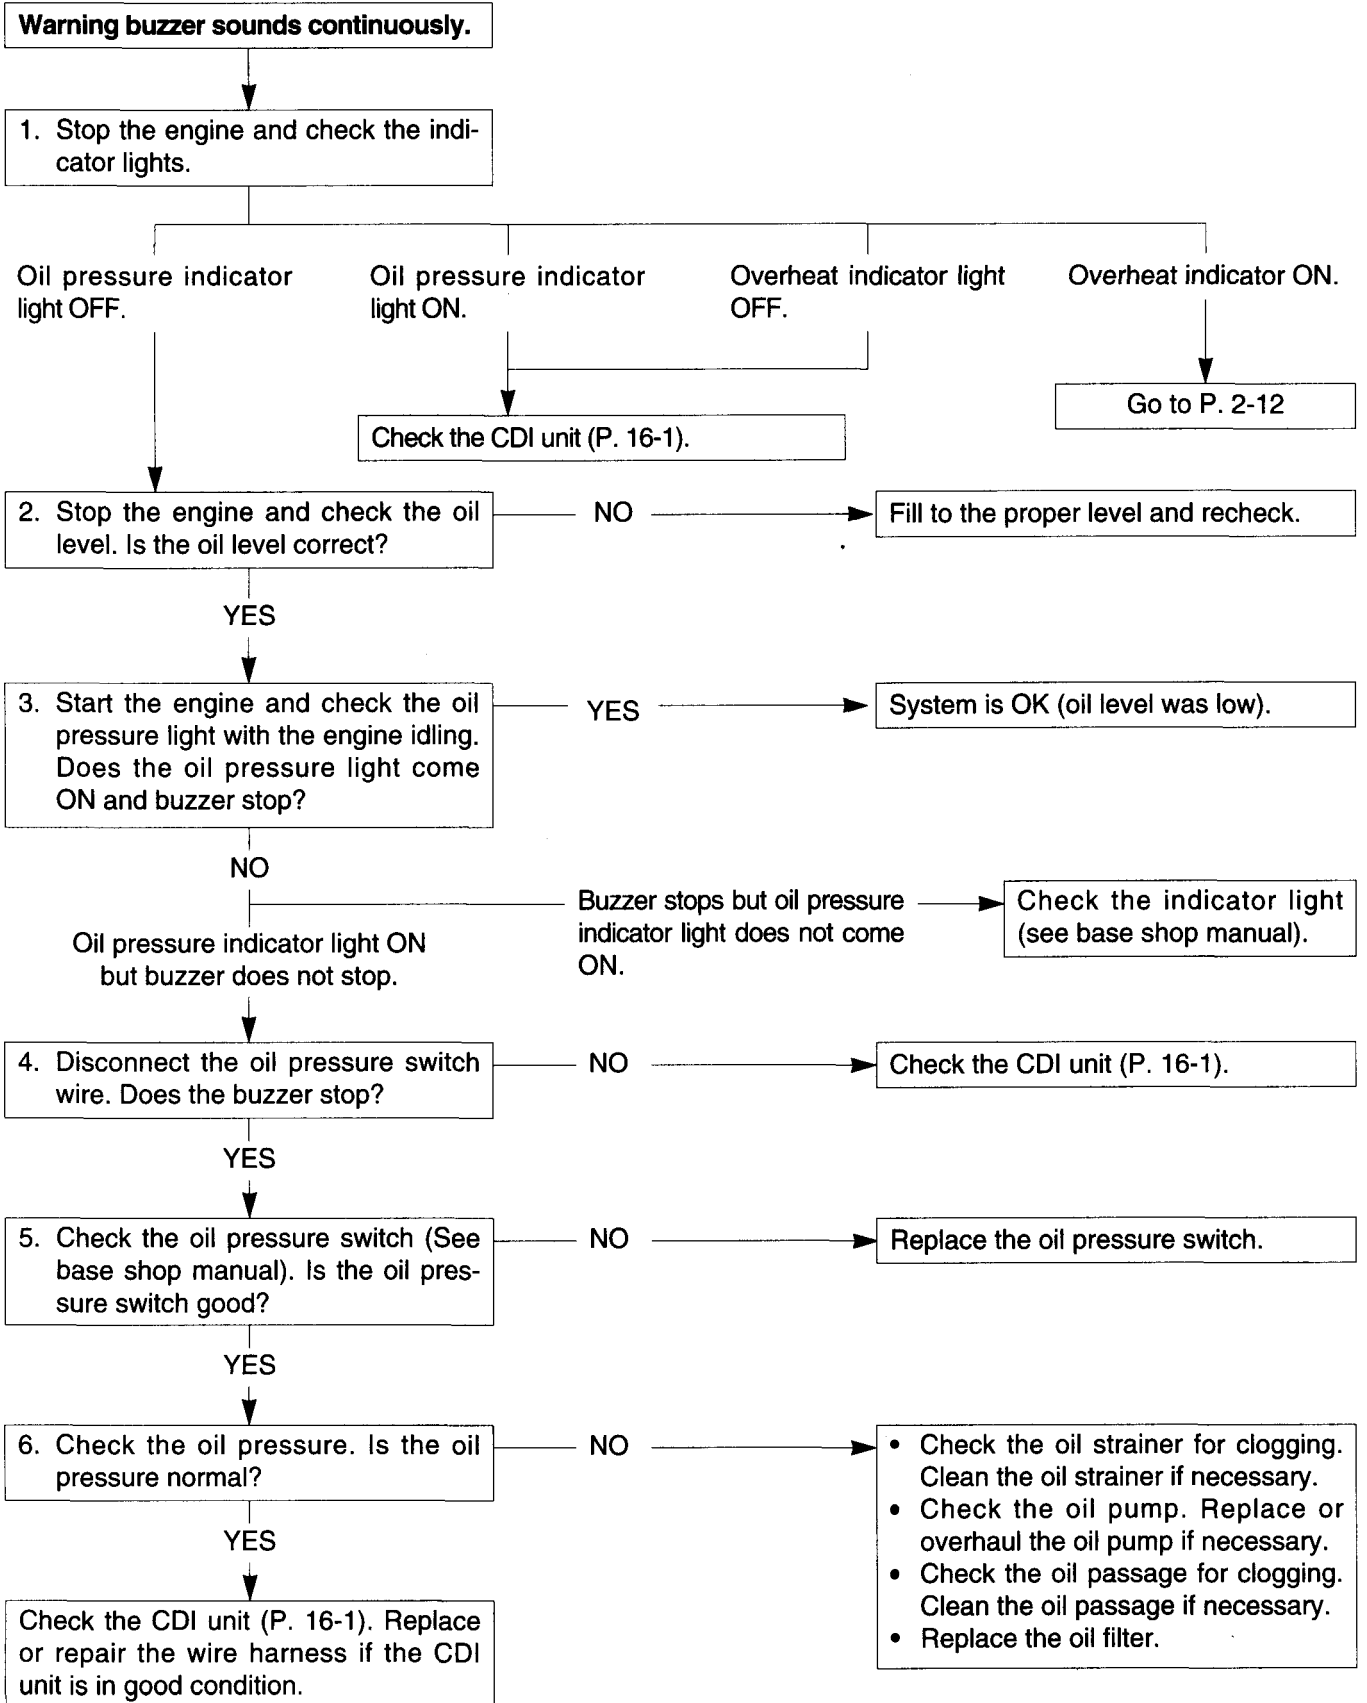 Warning buzzer sounds continuously.
1. Stop the engine and check the indi-
cator lights.
Oil pressure indicator
light OFF.
Oil pressure indicator
light ON.
Overheat indicator light
OFF.
Overheat indicator ON.
Go to P. 2-12
Check the CDI unit (P. 16-1).
2. Stop the engine and check the oil
level. Is the oil level correct?
NO
Fill to the proper level and recheck.
YES
3. Start the engine and check the oil
pressure light with the engine idling.
Does the oil pressure light come
ON and buzzer stop?
YES
System is OK (oil level was low).
NO
Buzzer stops but oil pressure
indicator light does not come
ON.
Check the indicator light
(see base shop manual).
Oil pressure indicator light ON
but buzzer does not stop.
4. Disconnect the oil pressure switch
wire. Does the buzzer stop?
NO
Check the CDI unit (P. 16-1).
YES
5. Check the oil pressure switch (See
base shop manual). Is the oil pres-
sure switch good?
NO
Replace the oil pressure switch.
YES
6. Check the oil pressure. Is the oil
pressure normal?
NO
• Check the oil strainer for clogging.
Clean the oil strainer if necessary.
• Check the oil pump. Replace or
overhaul the oil pump if necessary.
• Check the oil passage for clogging.
Clean the oil passage if necessary.
• Replace the oil filter.
YES
Check the CDI unit (P. 16-1). Replace
or repair the wire harness if the CDI
unit is in good condition.